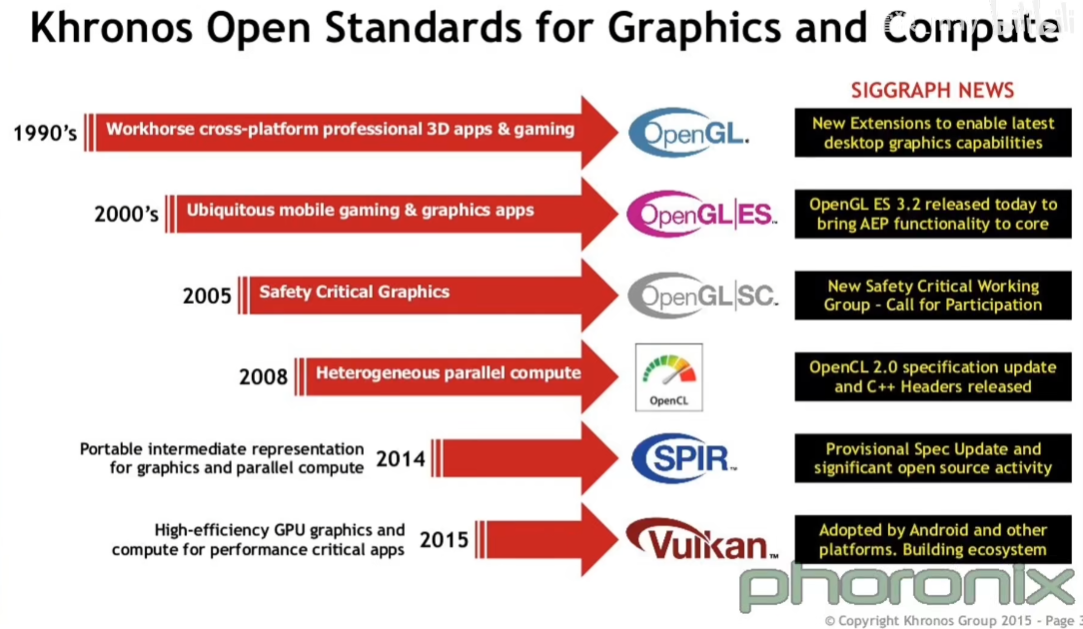 Khronos Open Standards for Graphics and Compute
SIGGRAPH NEWS
1990's
Workhorse cross-platform professional 3D apps & gaming
OpenGL.
New Extensions to enable latest
desktop graphics capabilities
2000's
Ubiquitous mobile gaming & graphics apps
OpenGL|ES™
OpenGL ES 3.2 released today to
bring AEP functionality to core
2005
Safety Critical Graphics
OpenGL|SC™
New Safety Critical Working
Group - Call for Participation
2008
Heterogeneous parallel compute
OpenCL
OpenCL 2.0 specification update
and C++ Headers released
Portable intermediate representation
for graphics and parallel compute
2014
SPIR™
Provisional Spec Update and
significant open source activity
High-efficiency GPU graphics and
compute for performance critical apps
2015
Vulkan™
Adopted by Android and other
platforms. Building ecosystem
phoronix
© Copyright Khronos Group 2015 - Page 3